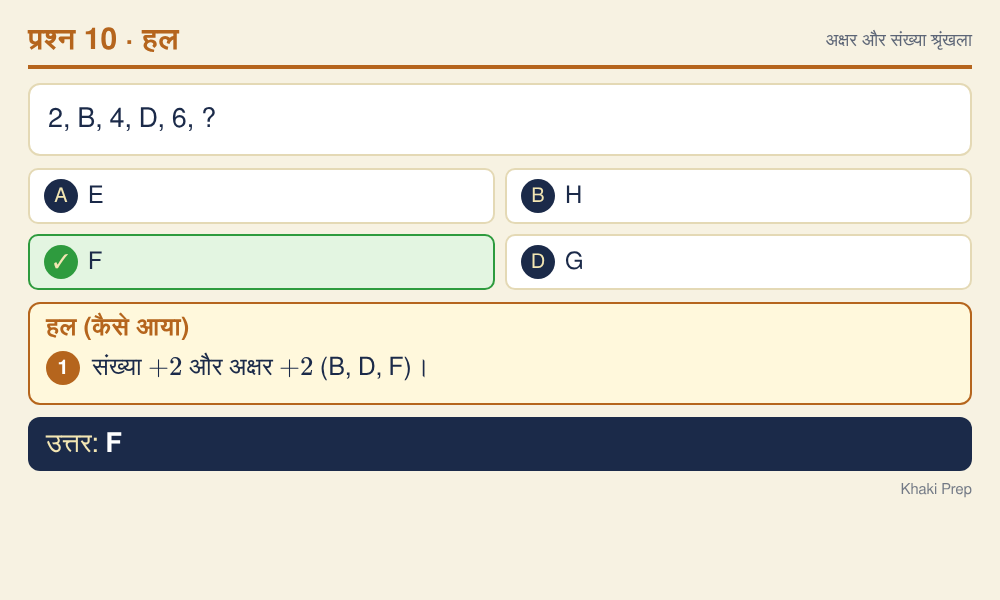 प्रश्न 10 · हल
अक्षर और संख्या श्रृंखला
2, B, 4, D, 6, ?
A E
B H
✓ F
D G
हल (कैसे आया)
1 संख्या +2 और अक्षर +2 (B, D, F)।
उत्तर: F
Khaki Prep